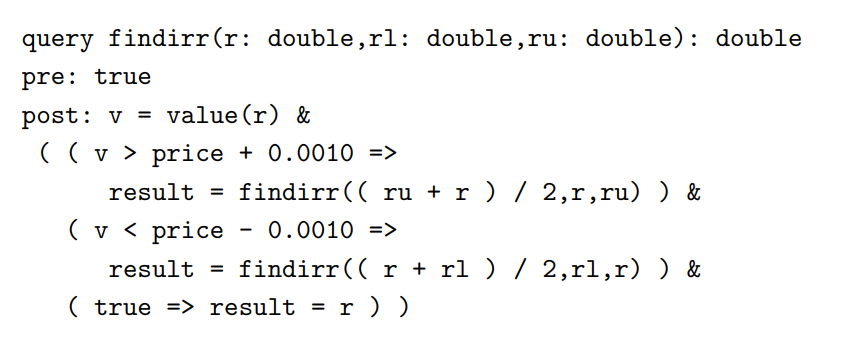 query findirr(r: double,rl: double,ru: double): double
pre: true
post: v = value(r) &
( ( v > price + 0.0010 =>
result = findirr(( ru + r ) / 2,r,ru) ) &
( v < price - 0.0010 =>
result = findirr(( r + rl ) / 2,rl,r) ) &
( true => result = r ) )